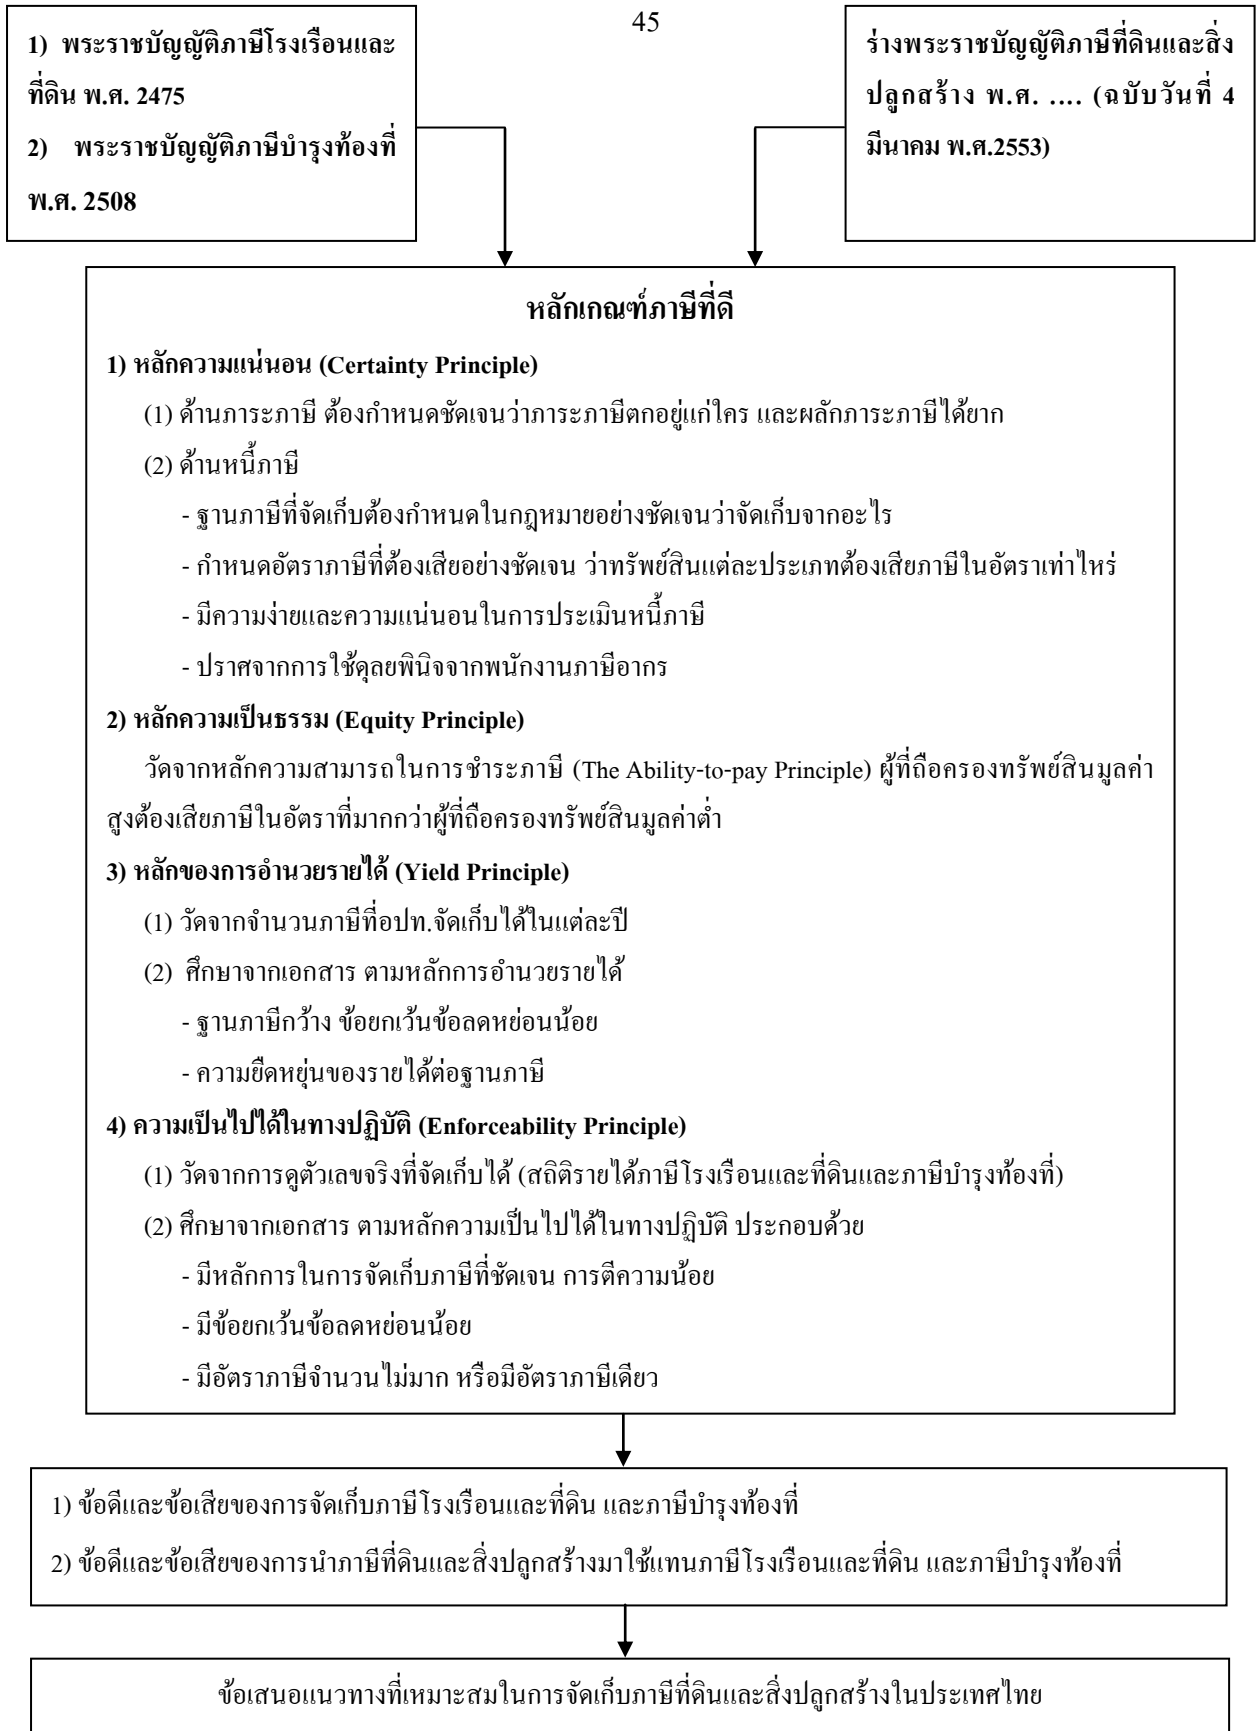 45
1) พระราชบัญญัติภาษีโรงเรือนและ
ที่ดิน พ.ศ. 2475
2) พระราชบัญญัติภาษีบำรุงท้องที่
พ.ศ. 2508
ร่างพระราชบัญญัติภาษีที่ดินและสิ่ง
ปลูกสร้าง พ.ศ. .... (ฉบับวันที่ 4
มีนาคม พ.ศ.2553)
หลักเกณฑ์ภาษีที่ดี
1) หลักความแน่นอน (Certainty Principle)
(1) ด้านภาระภาษี ต้องกำหนดชัดเจนว่าภาระภาษีตกอยู่แก่ใคร และผลักภาระภาษีได้ยาก
(2) ด้านหนี้ภาษี
- ฐานภาษีที่จัดเก็บต้องกำหนดในกฎหมายอย่างชัดเจนว่าจัดเก็บจากอะไร
- กำหนดอัตราภาษีที่ต้องเสียอย่างชัดเจน ว่าทรัพย์สินแต่ละประเภทต้องเสียภาษีในอัตราเท่าไหร่
- มีความง่ายและความแน่นอนในการประเมินหนี้ภาษี
- ปราศจากการใช้ดุลยพินิจจากพนักงานภาษีอากร
2) หลักความเป็นธรรม (Equity Principle)
วัดจากหลักความสามารถในการชำระภาษี (The Ability-to-pay Principle) ผู้ที่ถือครองทรัพย์สินมูลค่า
สูงต้องเสียภาษีในอัตราที่มากกว่าผู้ที่ถือครองทรัพย์สินมูลค่าต่ำ
3) หลักของการอำนวยรายได้ (Yield Principle)
(1) วัดจากจำนวนภาษีที่อปท.จัดเก็บได้ในแต่ละปี
(2) ศึกษาจากเอกสาร ตามหลักการอำนวยรายได้
- ฐานภาษีกว้าง ข้อยกเว้นข้อลดหย่อนน้อย
- ความยืดหยุ่นของรายได้ต่อฐานภาษี
4) ความเป็นไปได้ในทางปฏิบัติ (Enforceability Principle)
(1) วัดจากการดูตัวเลขจริงที่จัดเก็บได้ (สถิติรายได้ภาษีโรงเรือนและที่ดินและภาษีบำรุงท้องที่)
(2) ศึกษาจากเอกสาร ตามหลักความเป็นไปได้ในทางปฏิบัติ ประกอบด้วย
- มีหลักการในการจัดเก็บภาษีที่ชัดเจน การตีความน้อย
- มีข้อยกเว้นข้อลดหย่อนน้อย
- มีอัตราภาษีจำนวนไม่มาก หรือมีอัตราภาษีเดียว
1) ข้อดีและข้อเสียของการจัดเก็บภาษีโรงเรือนและที่ดิน และภาษีบำรุงท้องที่
2) ข้อดีและข้อเสียของการนำภาษีที่ดินและสิ่งปลูกสร้างมาใช้แทนภาษีโรงเรือนและที่ดิน และภาษีบำรุงท้องที่
ข้อเสนอแนวทางที่เหมาะสมในการจัดเก็บภาษีที่ดินและสิ่งปลูกสร้างในประเทศไทย